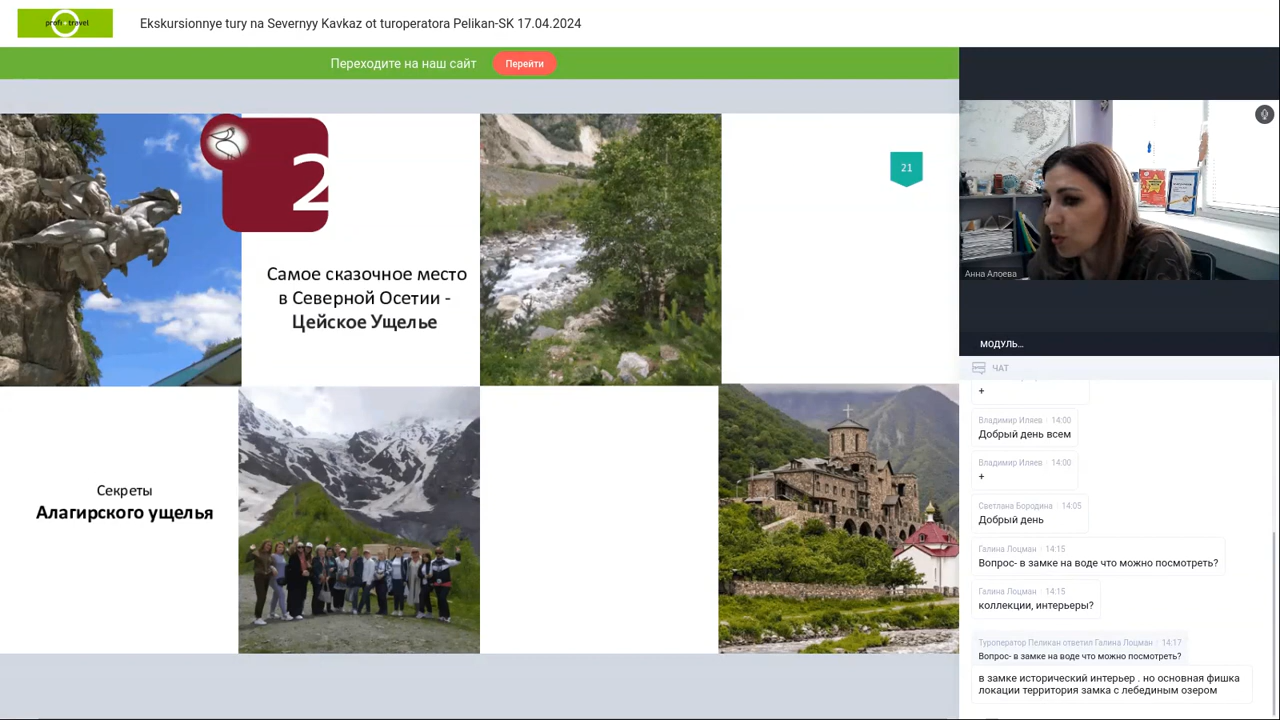 profi travel
Ekskursionnye tury na Severnyy Kavkaz ot turoperatora Pelikan-SK 17.04.2024
Переходите на наш сайт
Перейти
2
21
Самое сказочное место
в Северной Осетии -
Цейское Ущелье
Секреты
Алагирского ущелья
Анна Алоева
МОДУЛЬ...
ЧАТ
+
Владимир Иляев 14:00
Добрый день всем
Владимир Иляев 14:00
+
Светлана Бородина 14:05
Добрый день
Галина Лоцман 14:15
Вопрос- в замке на воде что можно посмотреть?
Галина Лоцман 14:15
коллекции, интерьеры?
Туроператор Пеликан ответил Галина Лоцман 14:17
Вопрос- в замке на воде что можно посмотреть?
в замке исторический интерьер . но основная фишка
локации территория замка с лебединым озером